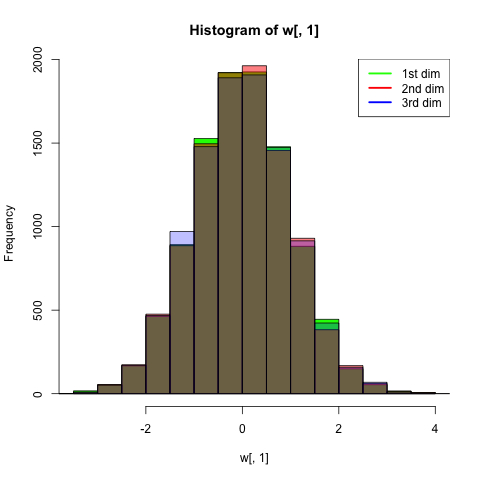 Histogram of w[, 1]
1st dim
2nd dim
3rd dim
Frequency
2000
1500
1000
500
0
-2 0 2 4
w[, 1]